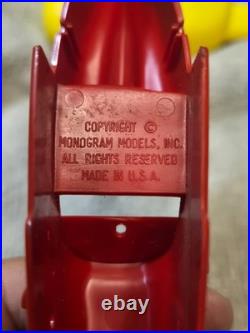 COPYRIGHT ©
MONOGRAM MODELS, INC.
ALL RIGHTS RESERVED
MADE IN U.S.A.